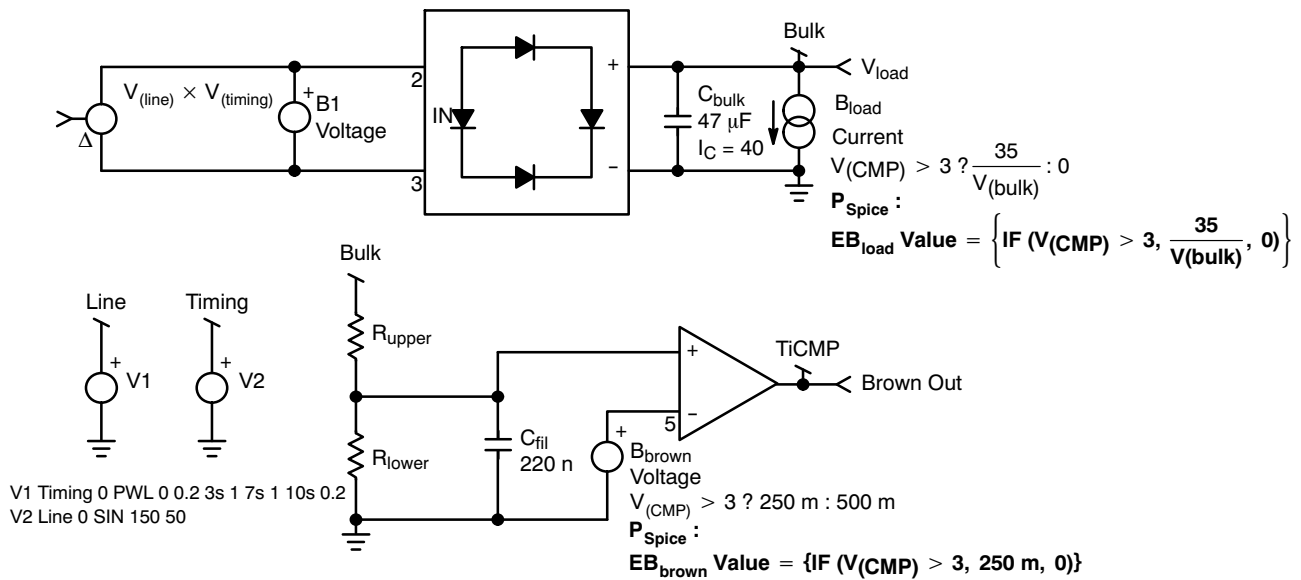 Bulk
V(line) × V(timing)
2
+
B1
Voltage
Δ
IN
+
−
3
Cbulk
47 μF
IC = 40
Vload
Bload
Current
V(CMP) > 3 ? 35/V(bulk) : 0
PSpice :
EBload Value = {IF (V(CMP) > 3, 35/V(bulk), 0)}
Line
+
V1
Timing
+
V2
Bulk
Rupper
Rlower
Cfil
220 n
+
−
5
TiCMP
Brown Out
+
Bbrown
Voltage
V(CMP) > 3 ? 250 m : 500 m
PSpice :
EBbrown Value = {IF (V(CMP) > 3, 250 m, 0)}
V1 Timing 0 PWL 0 0.2 3s 1 7s 1 10s 0.2
V2 Line 0 SIN 150 50